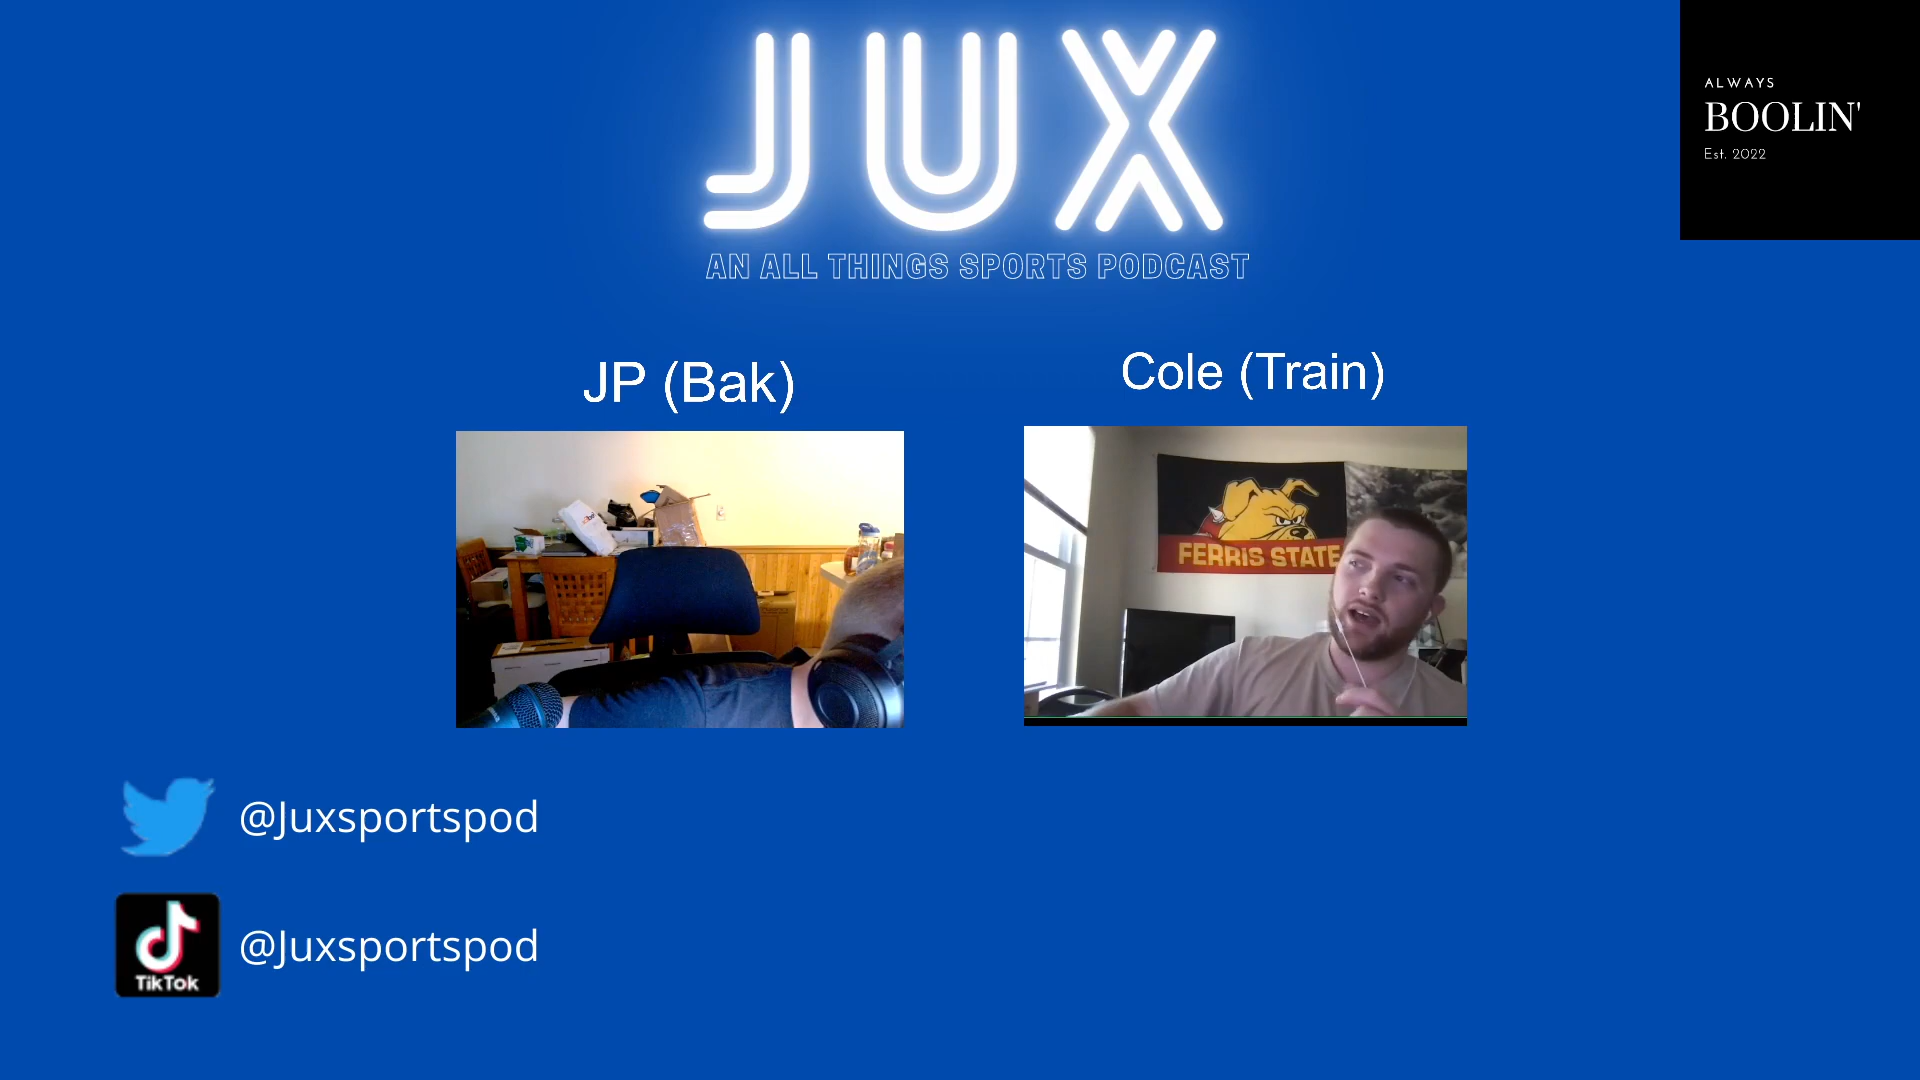 JUX
AN ALL THINGS SPORTS PODCAST
ALWAYS
BOOLIN'
Est. 2022
JP (Bak)
Cole (Train)
FERRIS STATE
@Juxsportspod
TikTok
@Juxsportspod